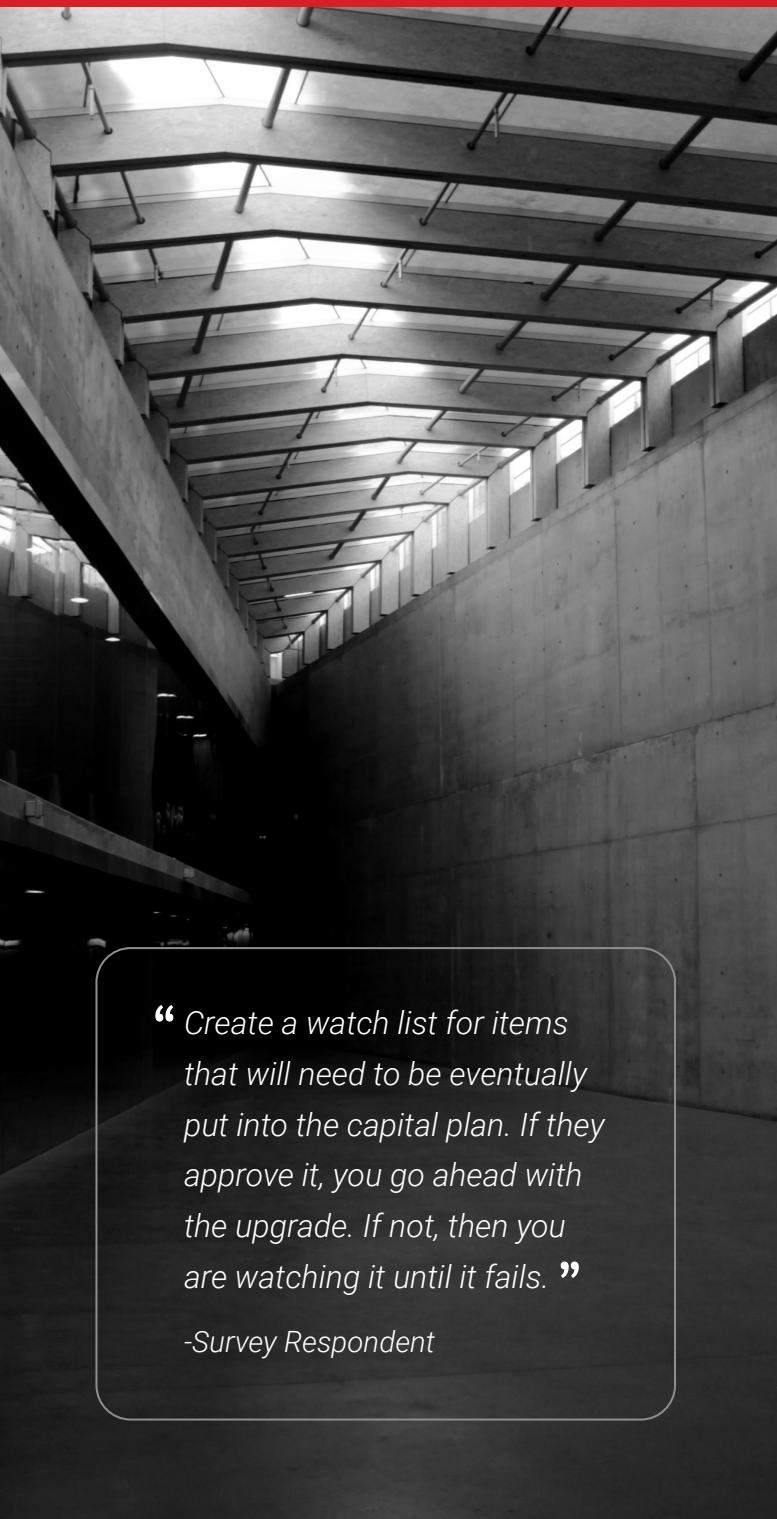 “ Create a watch list for items
that will need to be eventually
put into the capital plan. If they
approve it, you go ahead with
the upgrade. If not, then you
are watching it until it fails. ”
-Survey Respondent